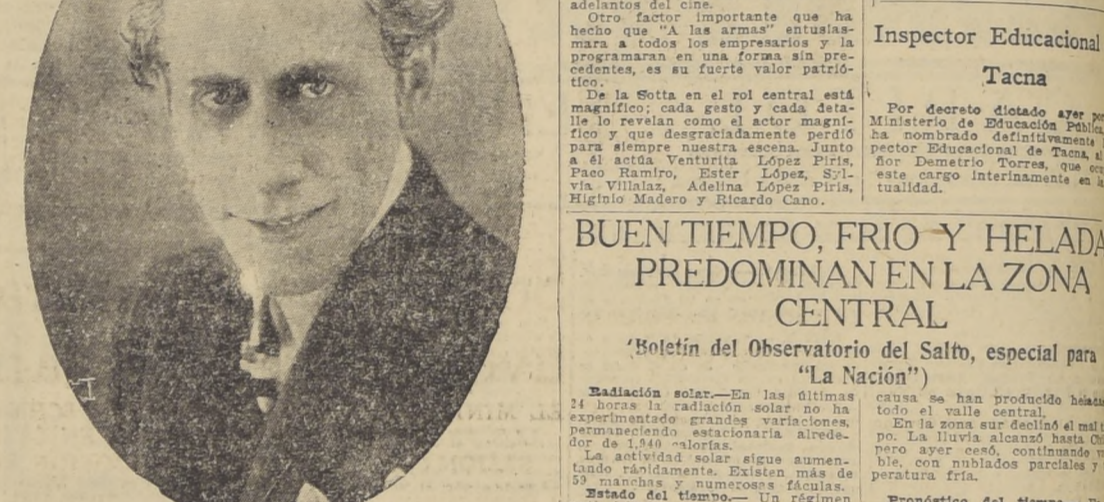 adelantos del cine.
Otro factor importante que ha
hecho que "A las armas" entusias-
mara a todos los empresarios y la
programaran en una forma sin pre-
cedentes, es su fuerte valor patrió-
tico.
De la Sotta en el rol central está
magnífico; cada gesto y cada deta-
lle lo revelan como el actor magní-
fico y que desgraciadamente perdió
para siempre nuestra escena. Junto
a él actúa Venturita López Piris,
Paco Ramiro, Ester López, Syl-
via Villalaz, Adelina López Piris,
Higinio Madero y Ricardo Cano.
Inspector Educacional
Tacna
Por decreto dictado ayer por
Ministerio de Educación Pública,
ha nombrado definitivamente
pector Educacional de Tacna, al
ñor Demetrio Torres, que
este cargo interinamente en la
tualidad.
BUEN TIEMPO, FRIO Y HELADA
PREDOMINAN EN LA ZONA
CENTRAL
(Boletín del Observatorio del Salto, especial para
"La Nación")
Radiación solar.—En las últimas
24 horas la radiación solar no ha
experimentado grandes variaciones,
permaneciendo estacionaria alrede-
dor de 1,940 calorías.
La actividad solar sigue aumen-
tando rápidamente. Existen más de
59 manchas y numerosas fáculas.
Estado del tiempo.— Un régimen
causa se han producido
todo el valle central.
En la zona sur declinó el mal
po. La lluvia alcanzó hasta
pero ayer cesó, continuando
ble, con nublados parciales y
peratura fría.
Pronóstico del tiempo.—